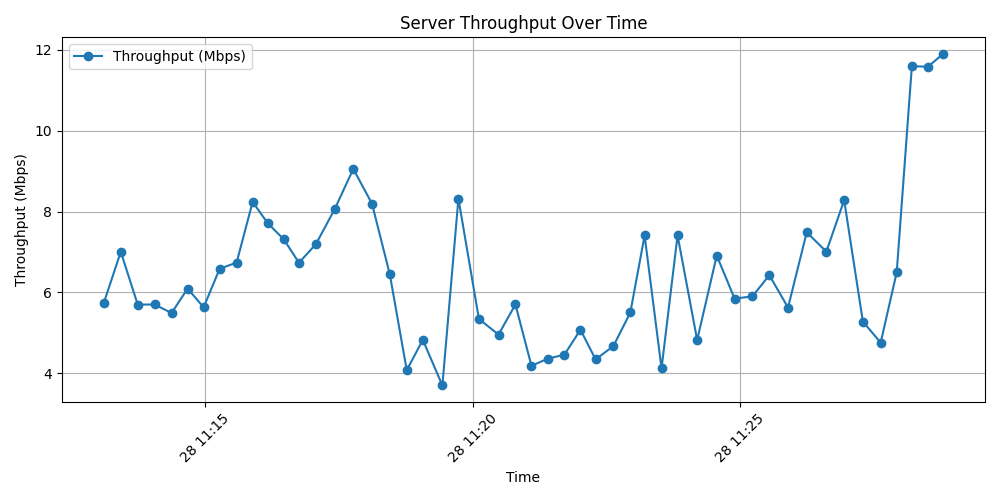 Server Throughput Over Time
Throughput (Mbps)
Throughput (Mbps)
12
10
8
6
4
28 11:15
28 11:20
28 11:25
Time